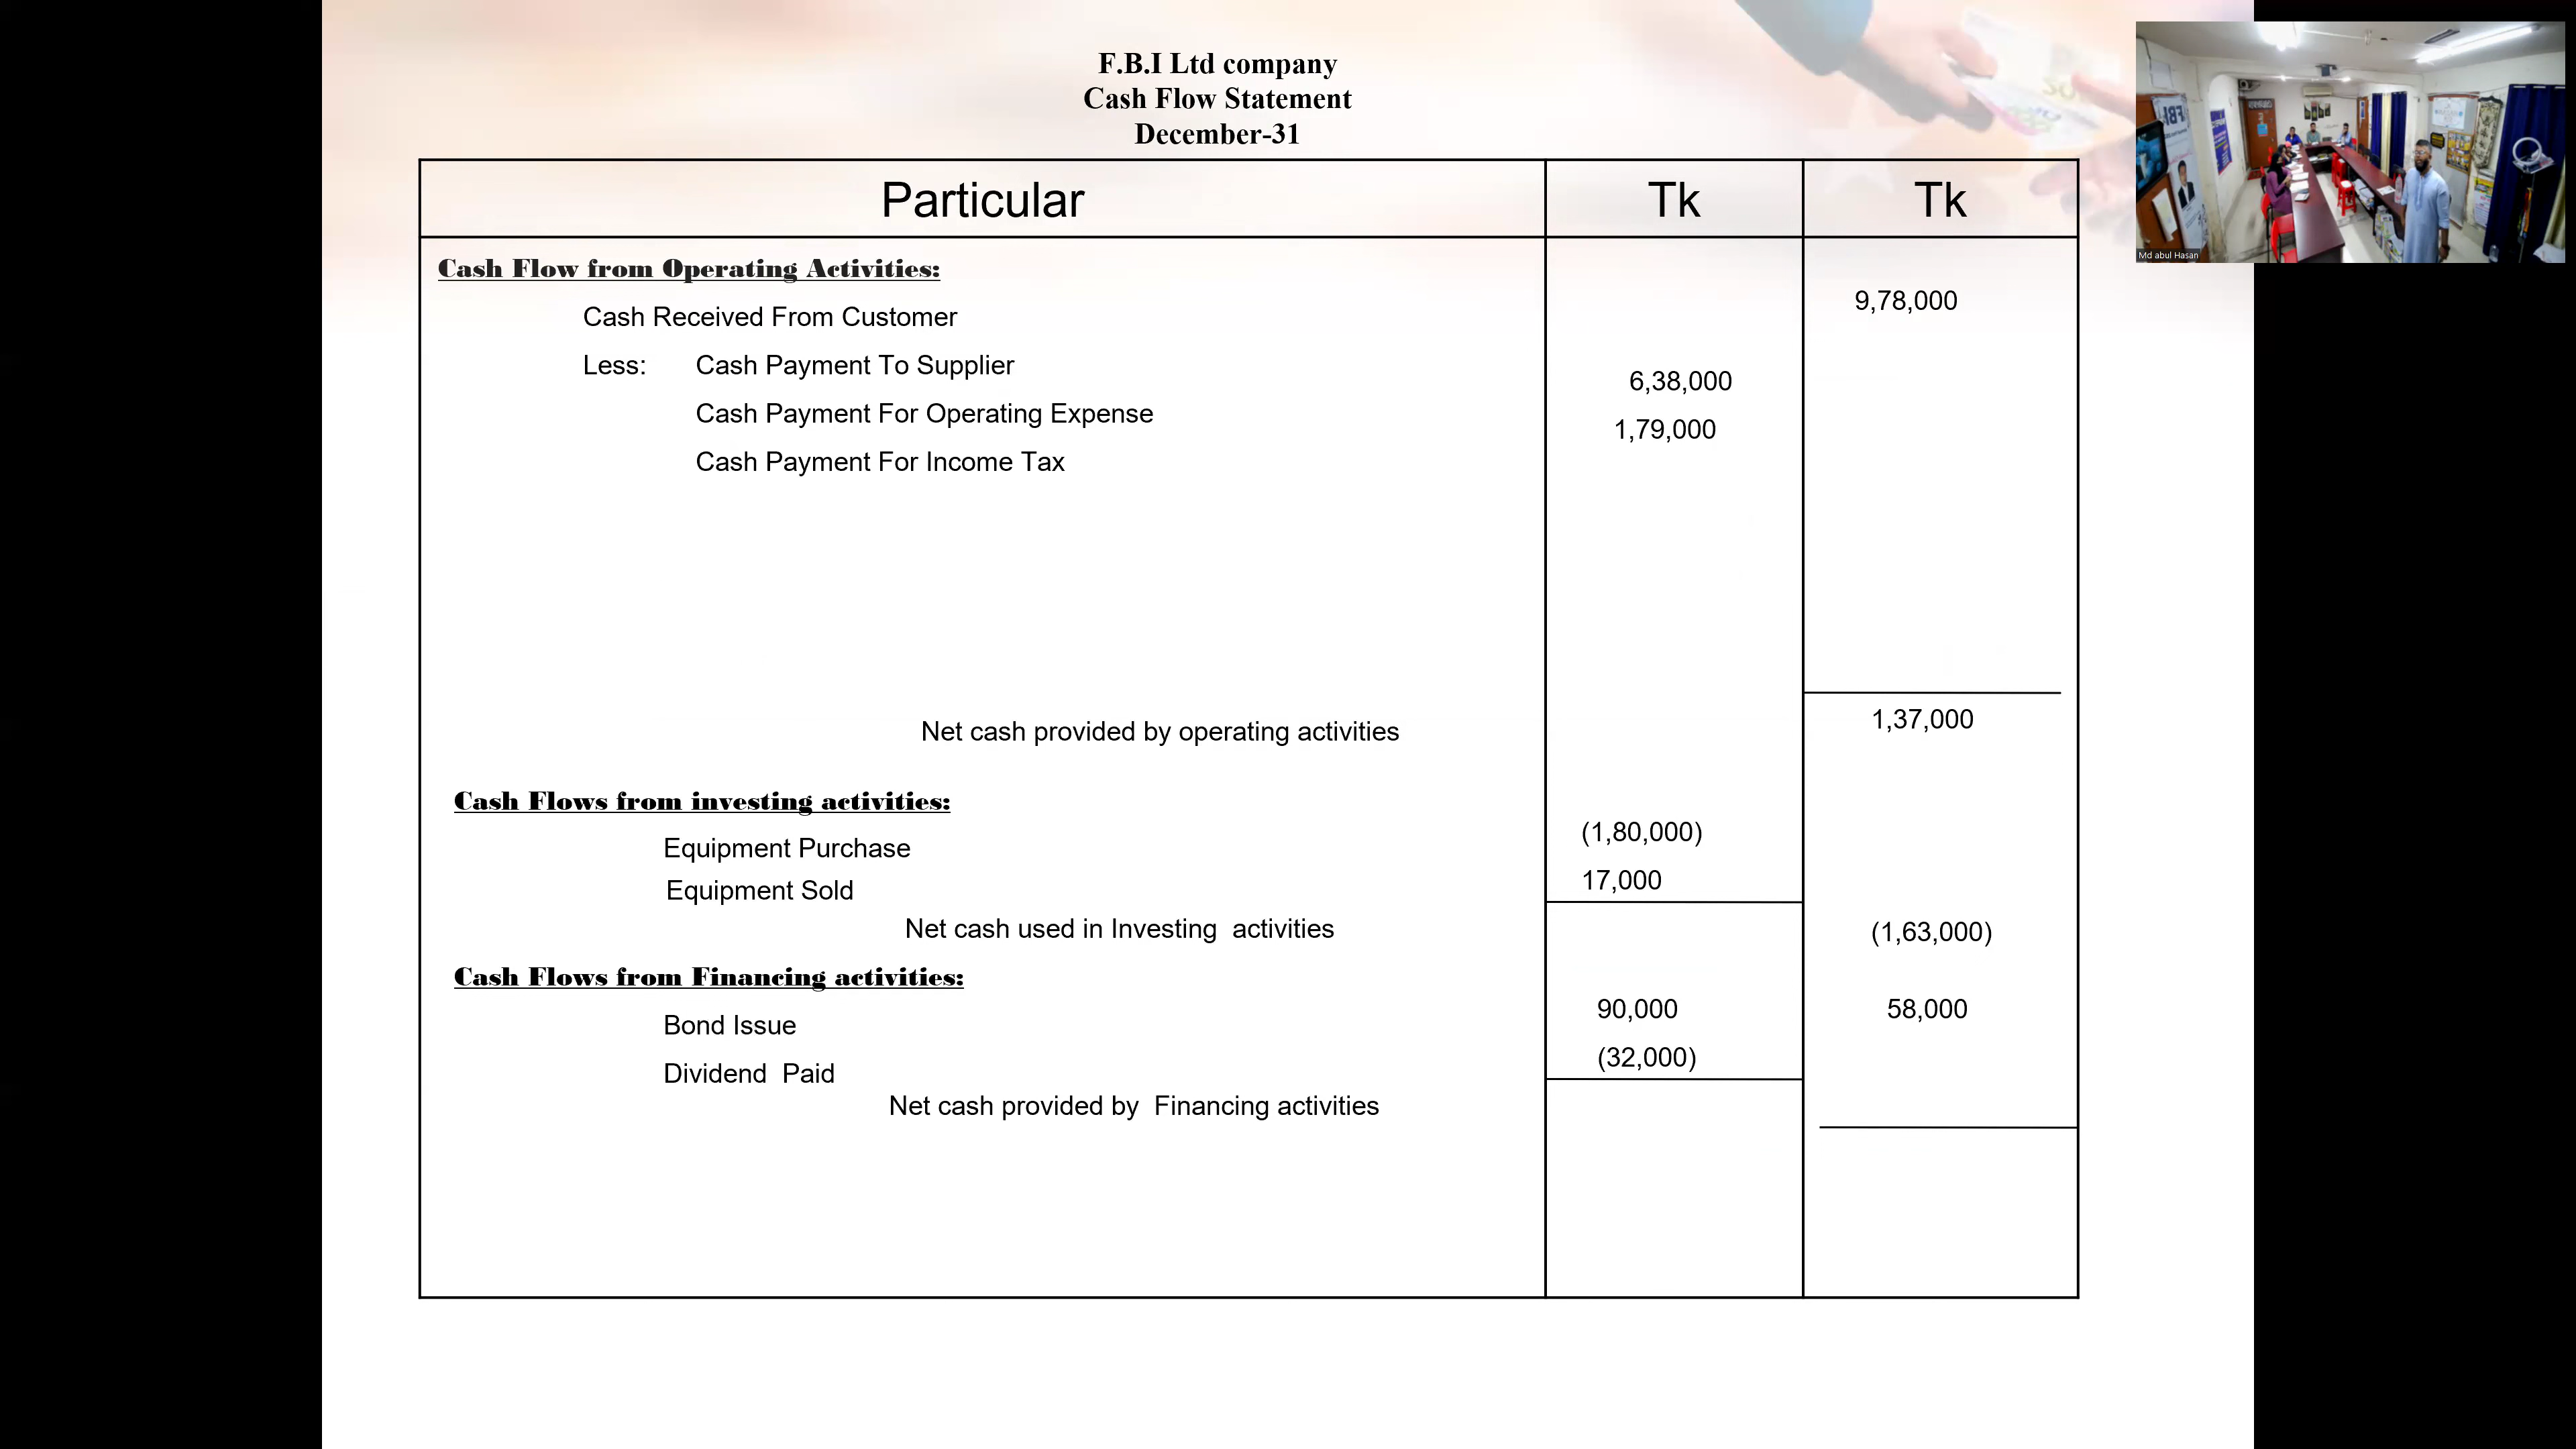 F.B.I Ltd company
Cash Flow Statement
December-31
Particular Tk Tk
Cash Flow from Operating Activities:
Cash Received From Customer 9,78,000
Less: Cash Payment To Supplier 6,38,000
Cash Payment For Operating Expense 1,79,000
Cash Payment For Income Tax
Net cash provided by operating activities 1,37,000
Cash Flows from investing activities:
Equipment Purchase (1,80,000)
Equipment Sold 17,000
Net cash used in Investing activities (1,63,000)
Cash Flows from Financing activities:
Bond Issue 90,000 58,000
Dividend Paid (32,000)
Net cash provided by Financing activities
FBI
Md abul Hasan